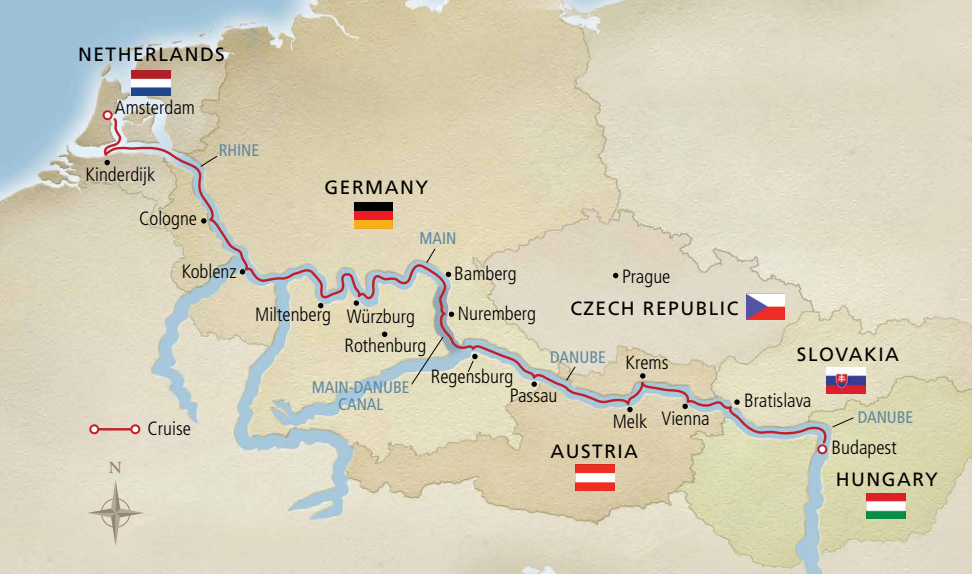 NETHERLANDS
Amsterdam
Kinderdijk
RHINE
Cologne
GERMANY
MAIN
Koblenz
Bamberg
Miltenberg
Würzburg
Nuremberg
Rothenburg
MAIN-DANUBE
CANAL
Regensburg
Prague
CZECH REPUBLIC
DANUBE
Krems
Passau
Melk
Vienna
AUSTRIA
SLOVAKIA
Bratislava
DANUBE
Budapest
HUNGARY
Cruise
N